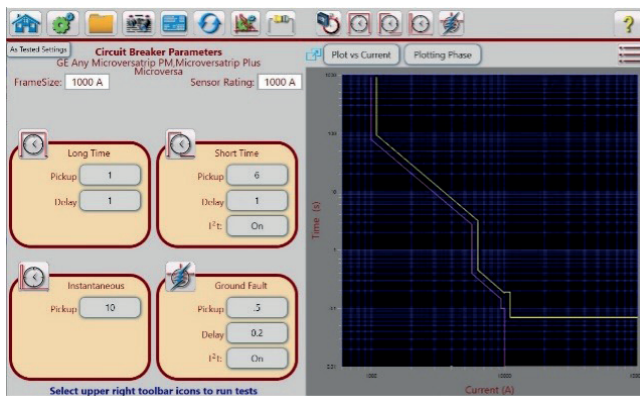 ?
As Tested Settings
Circuit Breaker Parameters
GE Any Microversatrip PM,Microversatrip Plus
Microversa
FrameSize: 1000 A
Sensor Rating: 1000 A
Plot vs Current
Plotting Phase
Long Time
Pickup 1
Delay 1
Short Time
Pickup 6
Delay 1
I²t: On
Instantaneous
Pickup 10
Ground Fault
Pickup .5
Delay 0.2
I²t: On
Select upper right toolbar icons to run tests
Time (s)
Current (A)